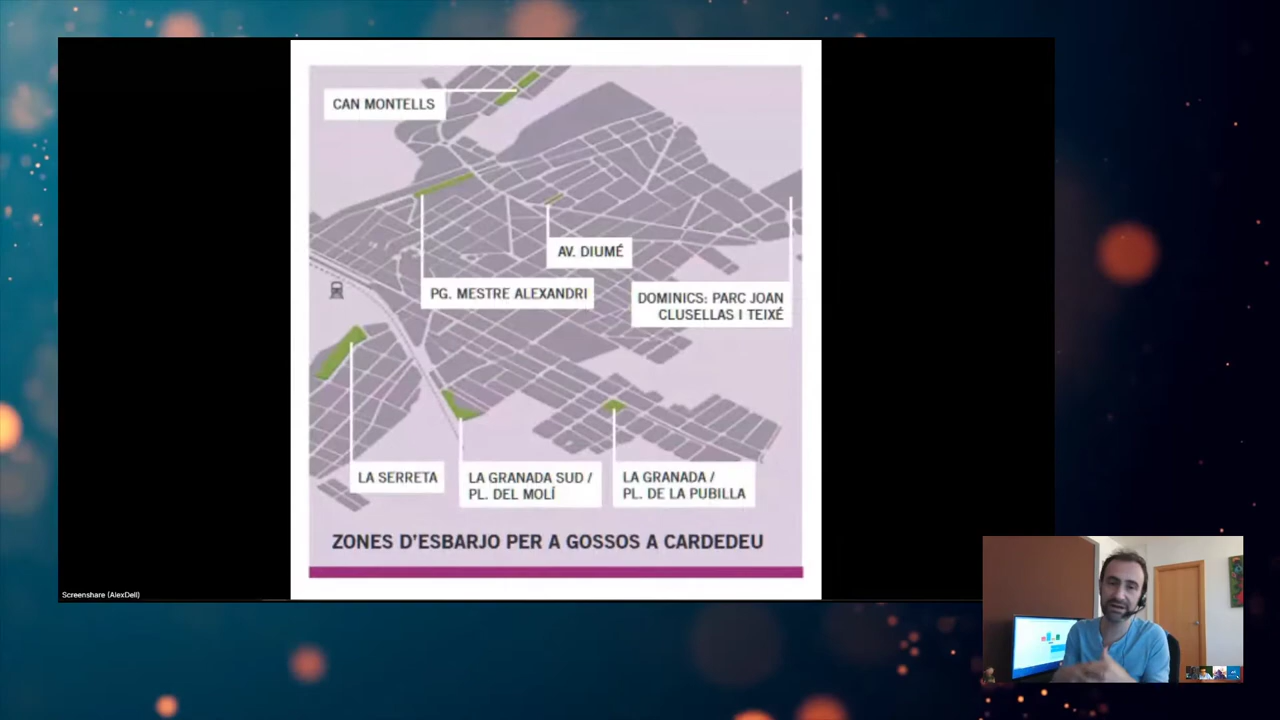 CAN MONTELLS
AV. DIUMÉ
PG. MESTRE ALEXANDRI
DOMINICS: PARC JOAN
CLUSELLAS I TEIXÉ
LA SERRETA
LA GRANADA SUD /
PL. DEL MOLÍ
LA GRANADA /
PL. DE LA PUBILLA
ZONES D'ESBARJO PER A GOSSOS A CARDEDEU
Screenshare (AlexDell)